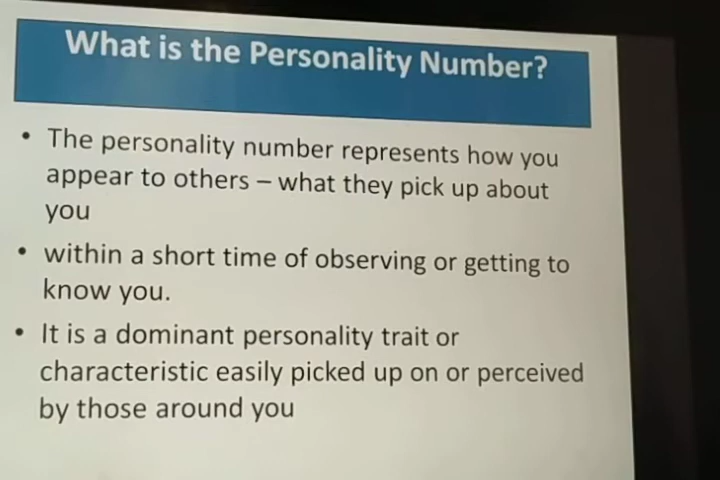 What is the Personality Number?
• The personality number represents how you
appear to others – what they pick up about
you
• within a short time of observing or getting to
know you.
• It is a dominant personality trait or
characteristic easily picked up on or perceived
by those around you